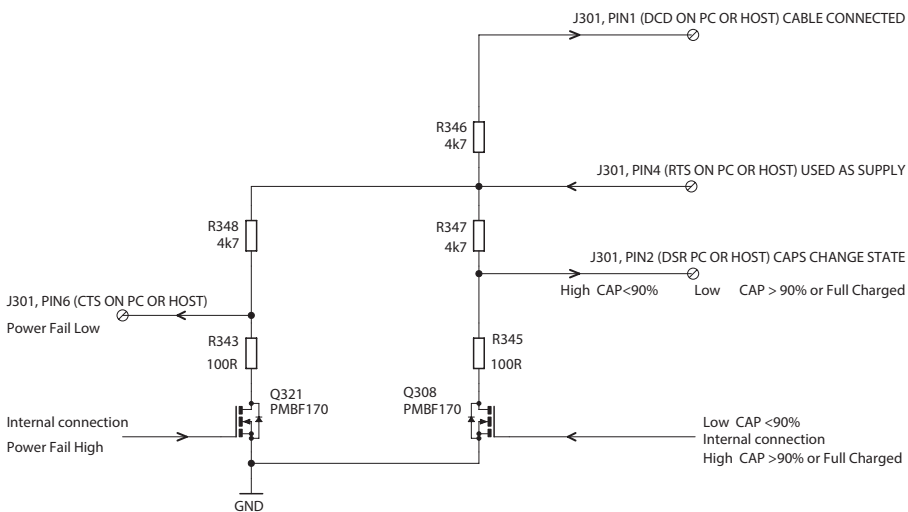 J301, PIN1 (DCD ON PC OR HOST) CABLE CONNECTED
R346
4k7
J301, PIN4 (RTS ON PC OR HOST) USED AS SUPPLY
R348
4k7
R347
4k7
J301, PIN2 (DSR PC OR HOST) CAPS CHANGE STATE
High CAP<90% Low CAP > 90% or Full Charged
J301, PIN6 (CTS ON PC OR HOST)
Power Fail Low
R343
100R
R345
100R
Q321
PMBF170
Q308
PMBF170
Internal connection
Power Fail High
Low CAP <90%
Internal connection
High CAP >90% or Full Charged
GND